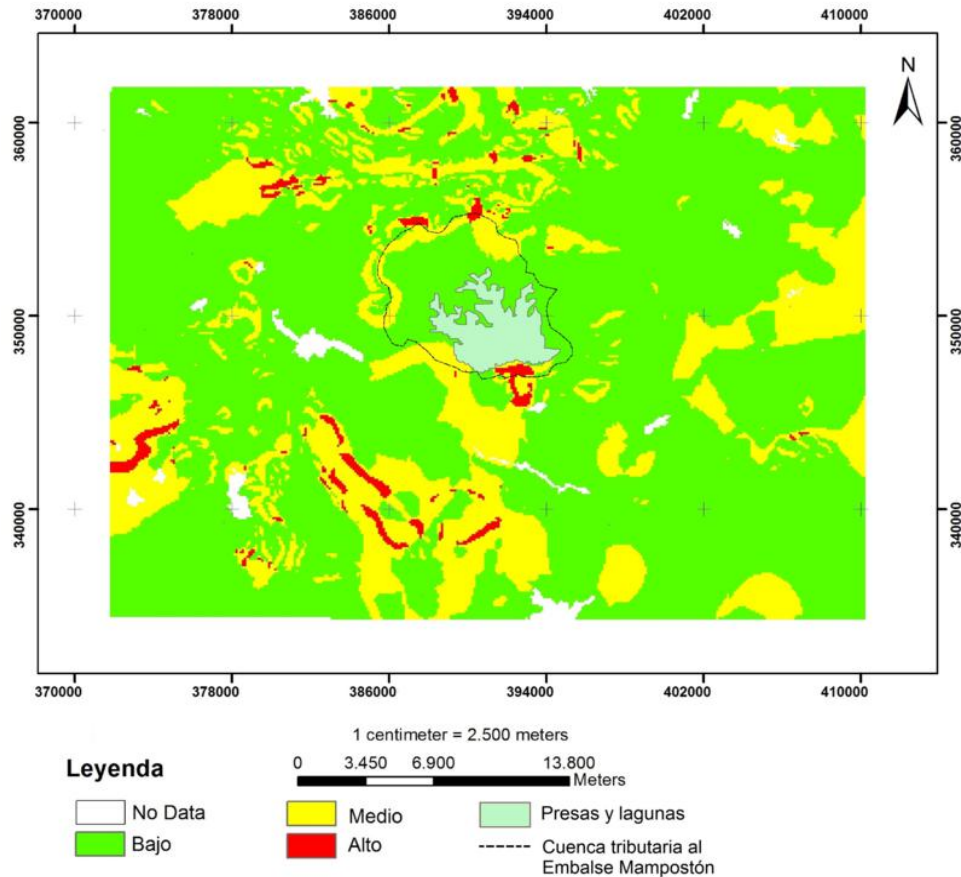 370000 378000 386000 394000 402000 410000
N
360000 360000
350000 350000
340000 340000
370000 378000 386000 394000 402000 410000
1 centimeter = 2.500 meters
0 3.450 6.900 13.800
Meters
Leyenda
No Data Medio Presas y lagunas
Bajo Alto Cuenca tributaria al
Embalse Mampostón